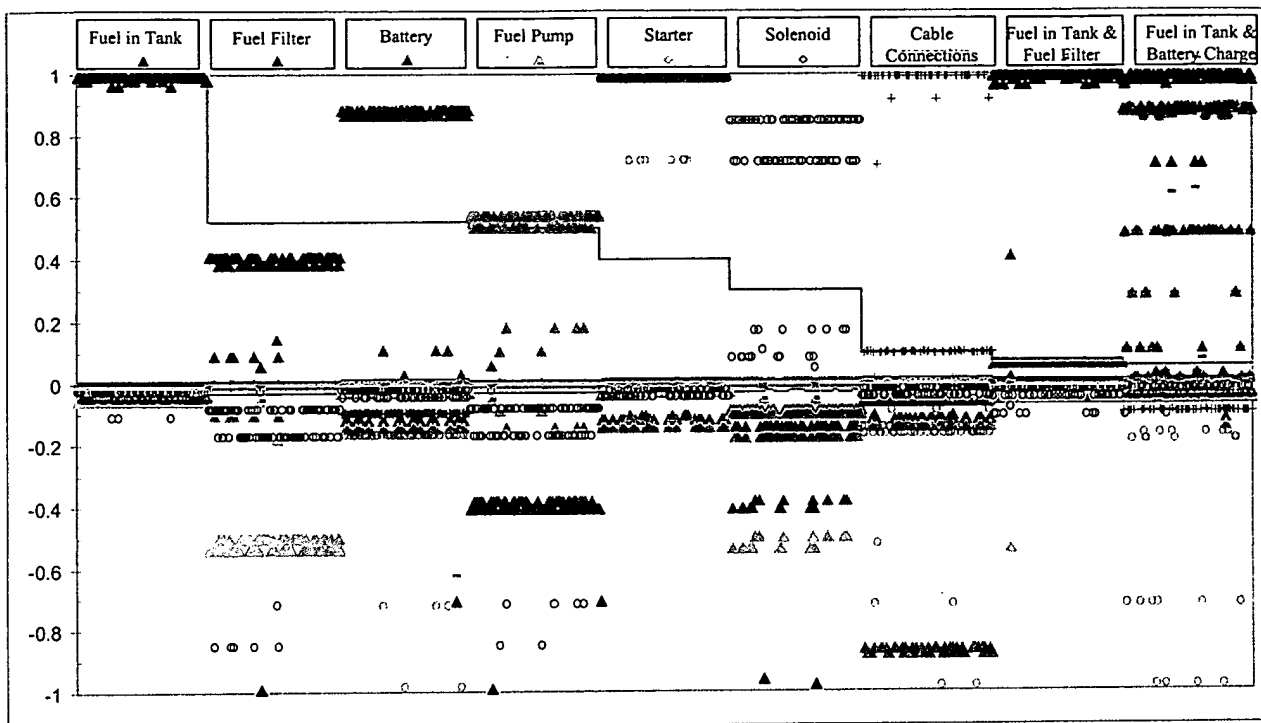 Fuel in Tank
Fuel Filter
Battery
Fuel Pump
Starter
Solenoid
Cable
Connections
Fuel in Tank &
Fuel Filter
Fuel in Tank &
Battery Charge
1
0.8
0.6
0.4
0.2
0
-0.2
-0.4
-0.6
-0.8
-1